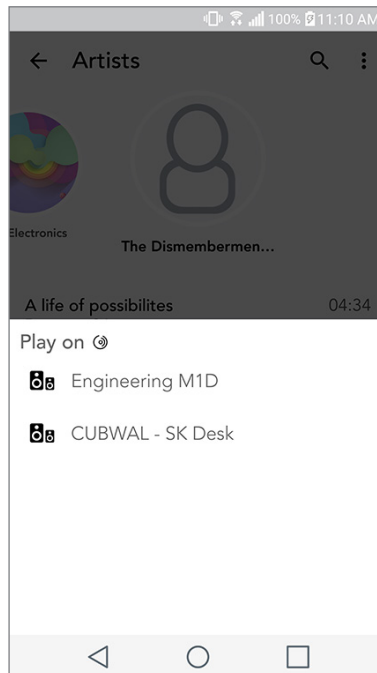 100% 11:10 AM
Artists
Electronics
The Dismembermen...
A life of possibilites 04:34
Play on
Engineering M1D
CUBWAL - SK Desk